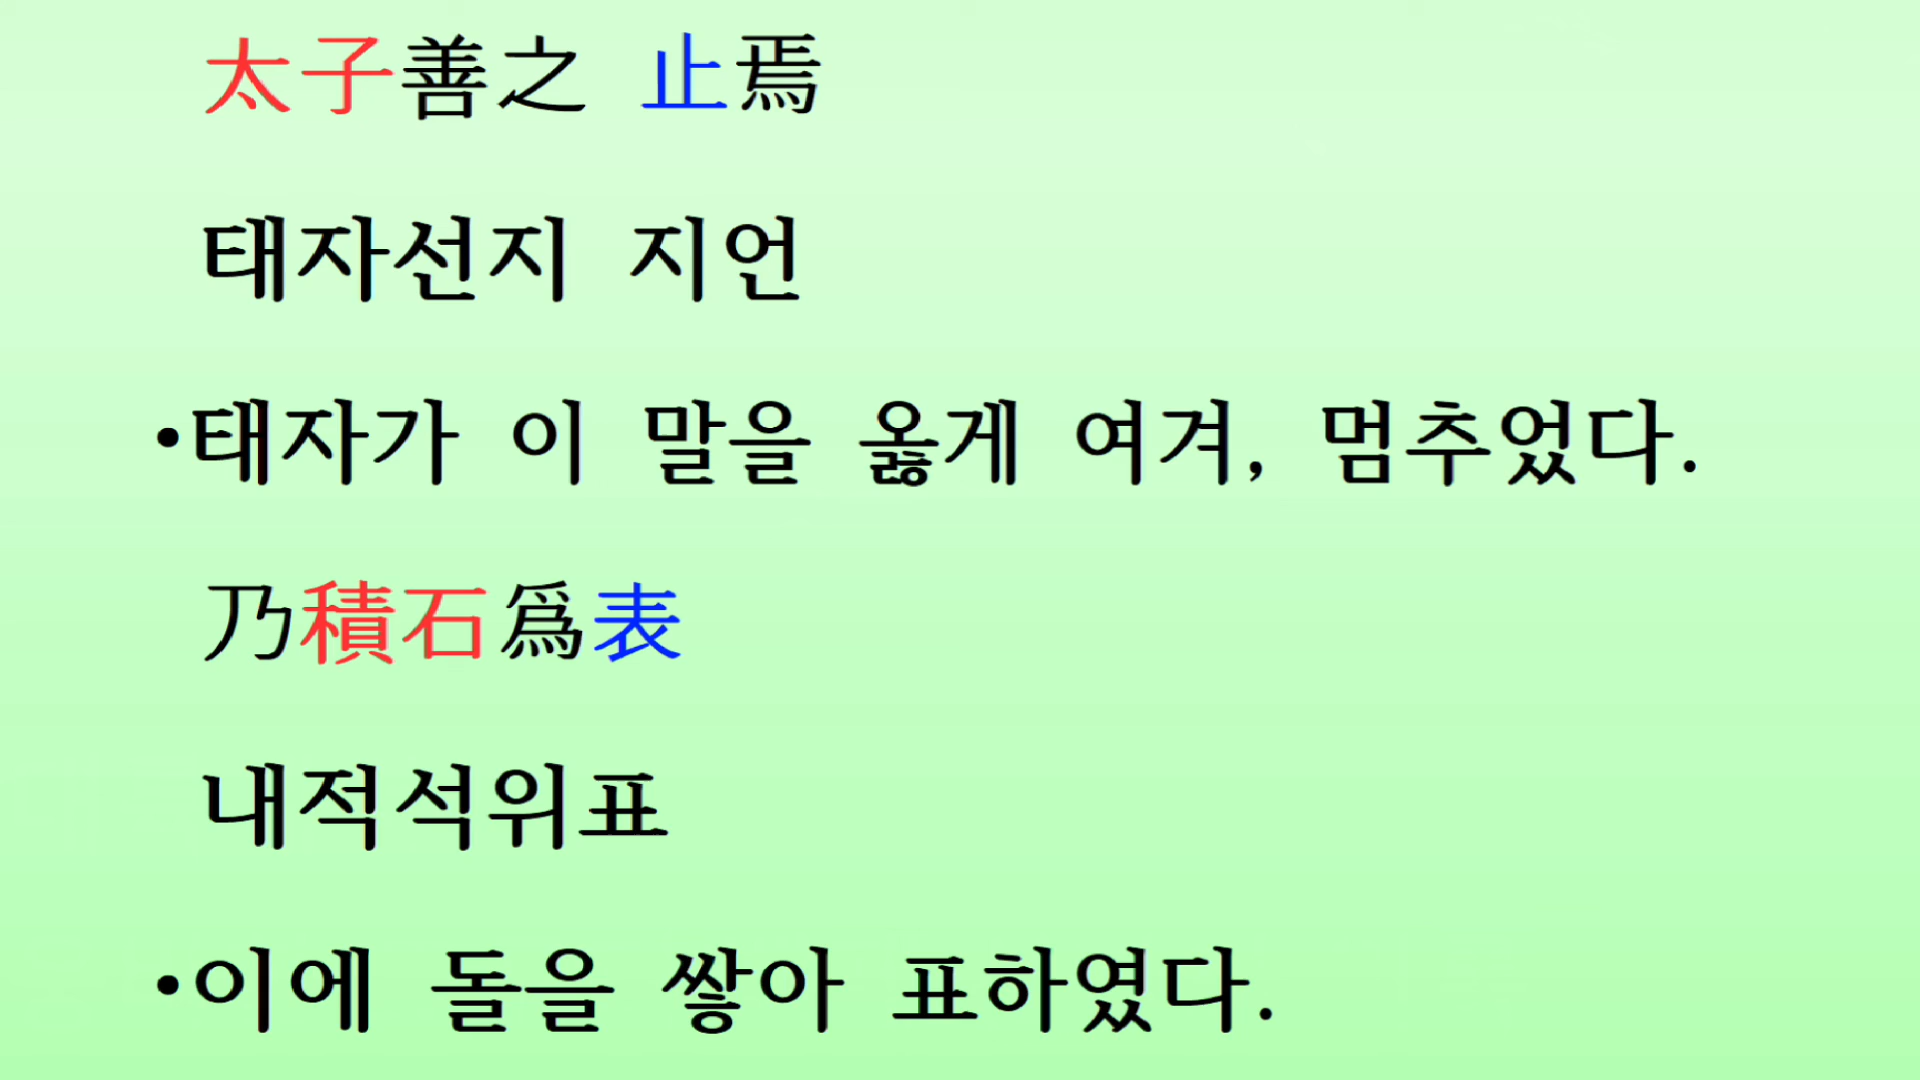 太子善之 止焉
태자선지 지언
•태자가 이 말을 옳게 여겨, 멈추었다.
乃積石爲表
내적석위표
•이에 돌을 쌓아 표하였다.